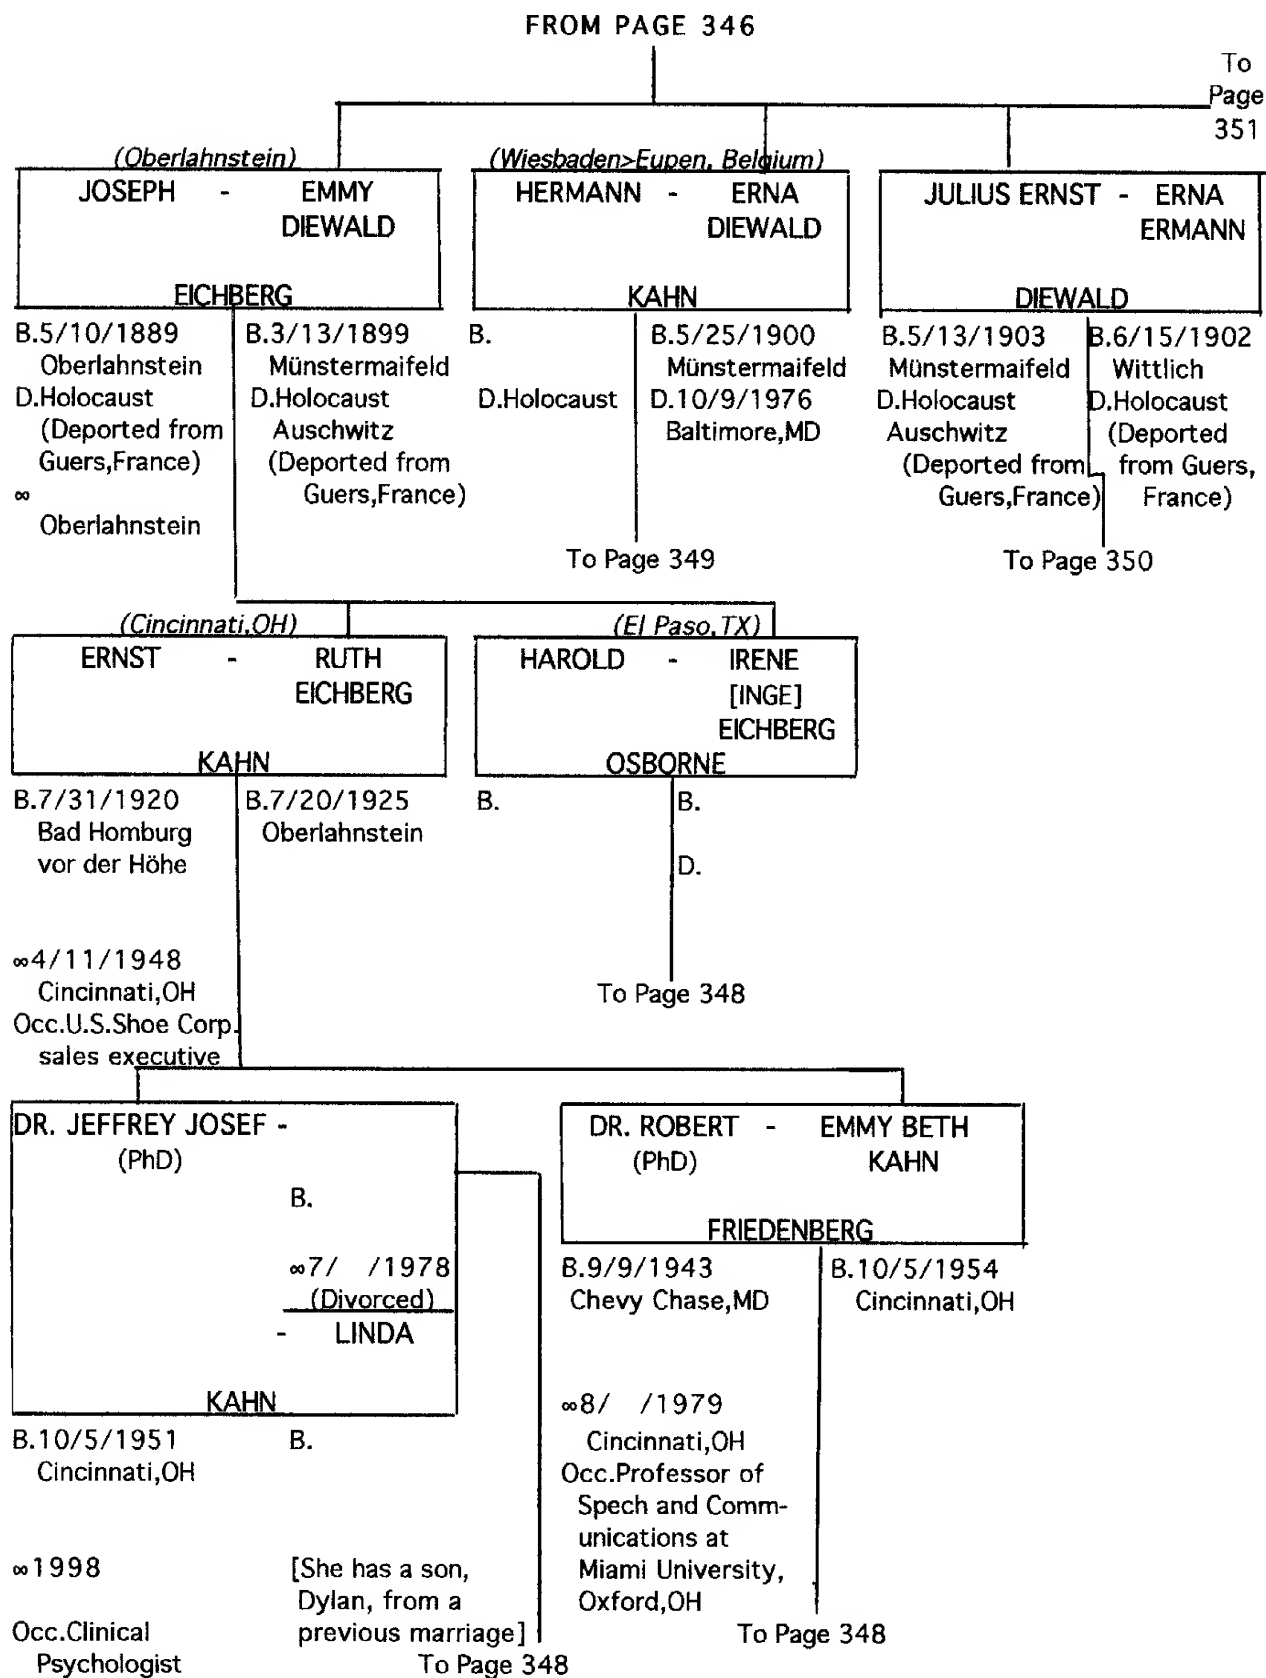 FROM PAGE 346
To
Page
351
(Oberlahnstein)
JOSEPH - EMMY
DIEWALD
EICHBERG
B.5/10/1889
Oberlahnstein
D.Holocaust
(Deported from
Guers,France)
∞
Oberlahnstein
B.3/13/1899
Münstermaifeld
D.Holocaust
Auschwitz
(Deported from
Guers,France)
(Wiesbaden>Eupen, Belgium)
HERMANN - ERNA
DIEWALD
KAHN
B.
D.Holocaust
B.5/25/1900
Münstermaifeld
D.10/9/1976
Baltimore,MD
To Page 349
JULIUS ERNST - ERNA
ERMANN
DIEWALD
B.5/13/1903
Münstermaifeld
D.Holocaust
Auschwitz
(Deported from
Guers,France)
B.6/15/1902
Wittlich
D.Holocaust
(Deported
from Guers,
France)
To Page 350
(Cincinnati,OH)
ERNST - RUTH
EICHBERG
KAHN
B.7/31/1920
Bad Homburg
vor der Höhe
B.7/20/1925
Oberlahnstein
∞4/11/1948
Cincinnati,OH
Occ.U.S.Shoe Corp.
sales executive
(El Paso,TX)
HAROLD - IRENE
[INGE]
EICHBERG
OSBORNE
B.
B.
D.
To Page 348
DR. JEFFREY JOSEF -
(PhD)
B.
∞7/ /1978
(Divorced)
- LINDA
KAHN
B.10/5/1951
Cincinnati,OH
B.
∞1998
Occ.Clinical
Psychologist
[She has a son,
Dylan, from a
previous marriage]
To Page 348
DR. ROBERT - EMMY BETH
(PhD) KAHN
FRIEDENBERG
B.9/9/1943
Chevy Chase,MD
B.10/5/1954
Cincinnati,OH
∞8/ /1979
Cincinnati,OH
Occ.Professor of
Spech and Comm-
unications at
Miami University,
Oxford,OH
To Page 348